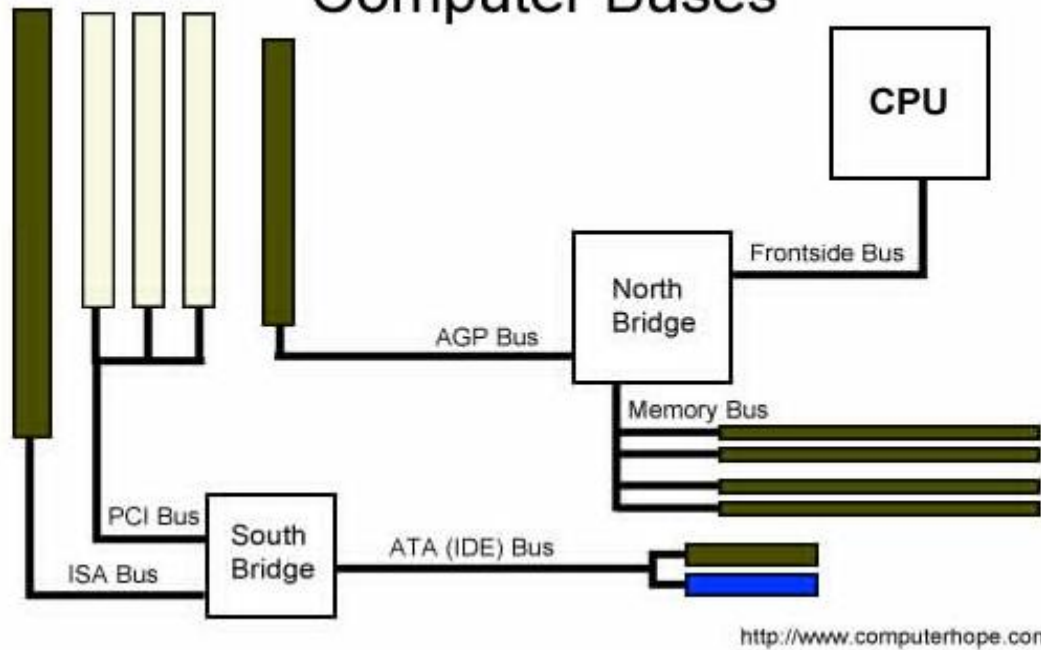 Computer Buses
CPU
Frontside Bus
North
Bridge
AGP Bus
Memory Bus
PCI Bus
South
Bridge
ATA (IDE) Bus
ISA Bus
http://www.computerhope.com